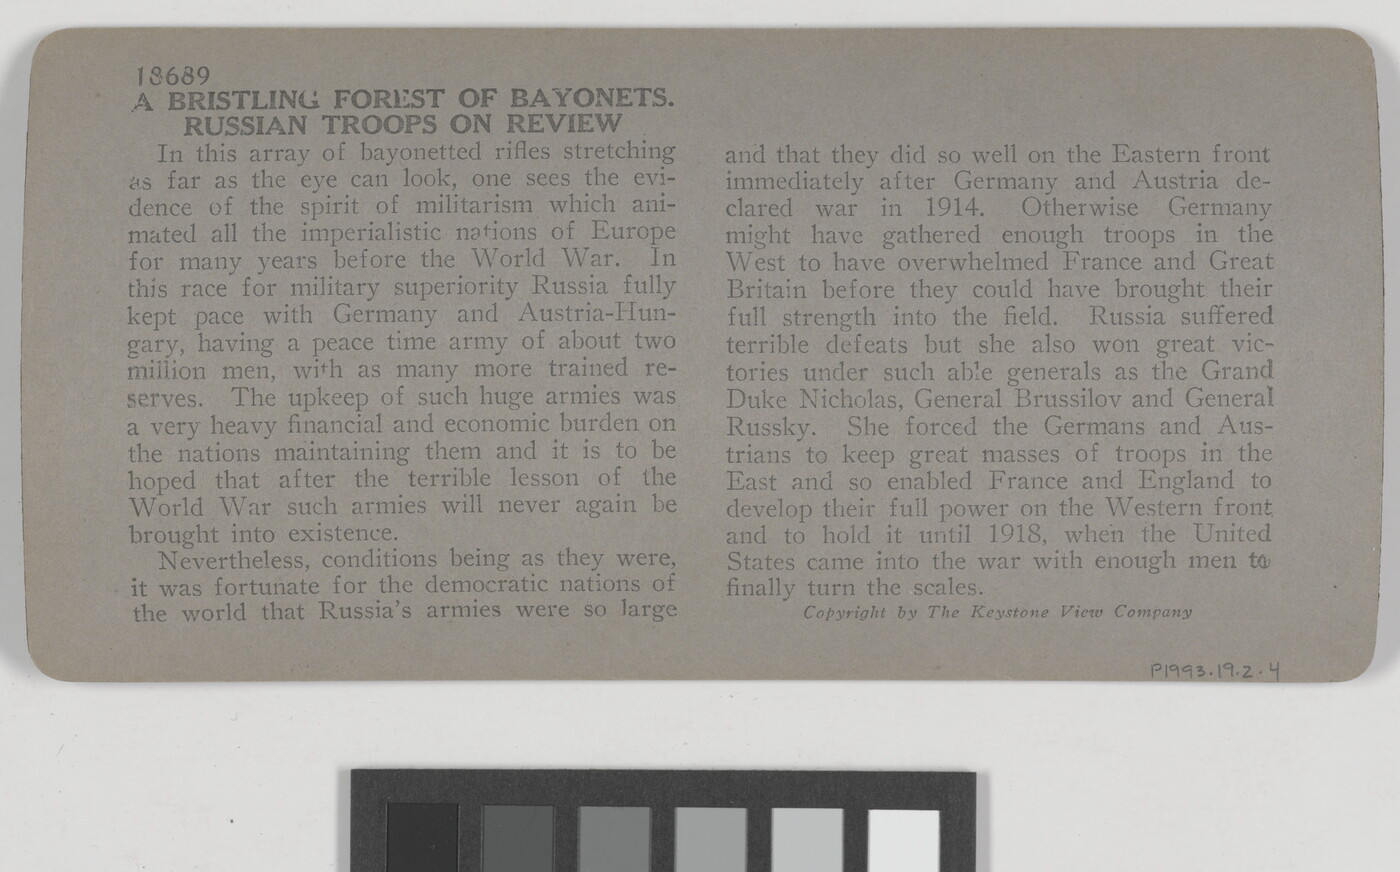 18689
A BRISTLING FOREST OF BAYONETS.
RUSSIAN TROOPS ON REVIEW
In this array of bayonetted rifles stretching
as far as the eye can look, one sees the evi-
dence of the spirit of militarism which ani-
mated all the imperialistic nations of Europe
for many years before the World War. In
this race for military superiority Russia fully
kept pace with Germany and Austria-Hun-
gary, having a peace time army of about two
million men, with as many more trained re-
serves. The upkeep of such huge armies was
a very heavy financial and economic burden on
the nations maintaining them and it is to be
hoped that after the terrible lesson of the
World War such armies will never again be
brought into existence.
Nevertheless, conditions being as they were,
it was fortunate for the democratic nations of
the world that Russia's armies were so large
and that they did so well on the Eastern front
immediately after Germany and Austria de-
clared war in 1914. Otherwise Germany
might have gathered enough troops in the
West to have overwhelmed France and Great
Britain before they could have brought their
full strength into the field. Russia suffered
terrible defeats but she also won great vic-
tories under such able generals as the Grand
Duke Nicholas, General Brussilov and General
Russky. She forced the Germans and Aus-
trians to keep great masses of troops in the
East and so enabled France and England to
develop their full power on the Western front
and to hold it until 1918, when the United
States came into the war with enough men to
finally turn the scales.
Copyright by The Keystone View Company
P1993.19.2.4